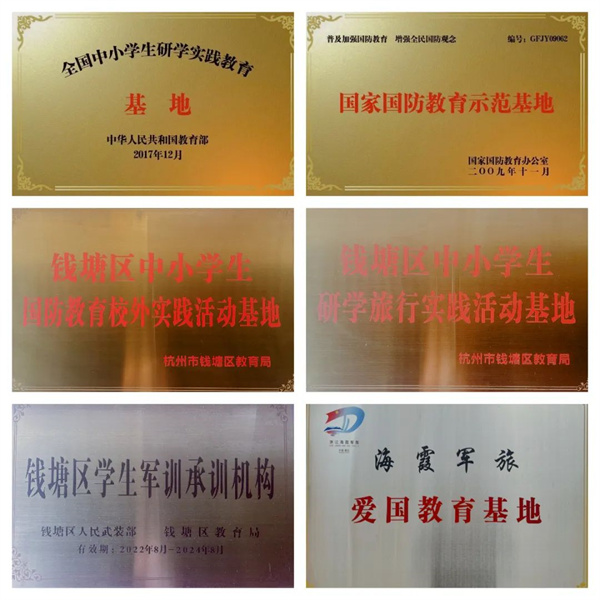 全国中小学生研学实践教育
基地
中华人民共和国教育部
2017年12月
普及加强国防教育 增强全民国防观念 编号：GFJY09062
国家国防教育示范基地
国家国防教育办公室
二〇〇九年十一月
钱塘区中小学生
国防教育校外实践活动基地
杭州市钱塘区教育局
钱塘区中小学生
研学旅行实践活动基地
杭州市钱塘区教育局
钱塘区学生军训承训机构
钱塘区人民武装部 钱塘区教育局
有效期：2022年8月-2024年8月
海霞军旅
爱国教育基地